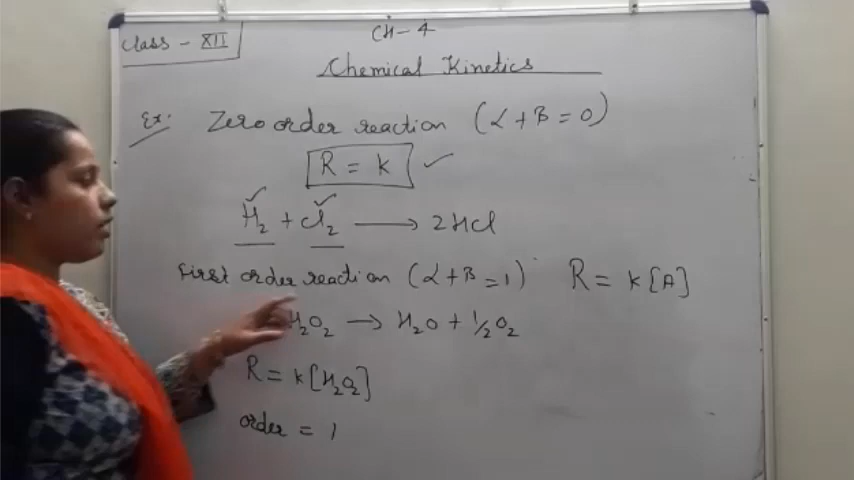 Class - XII
CH-4
Chemical Kinetics
Ex: Zero order reaction (α + B = 0)
R = k
H₂ + Cl₂ → 2HCl
First order reaction (α + B = 1) R = k [A]
H₂O₂ → H₂O + 1/2 O₂
R = k [H₂O₂]
order = 1